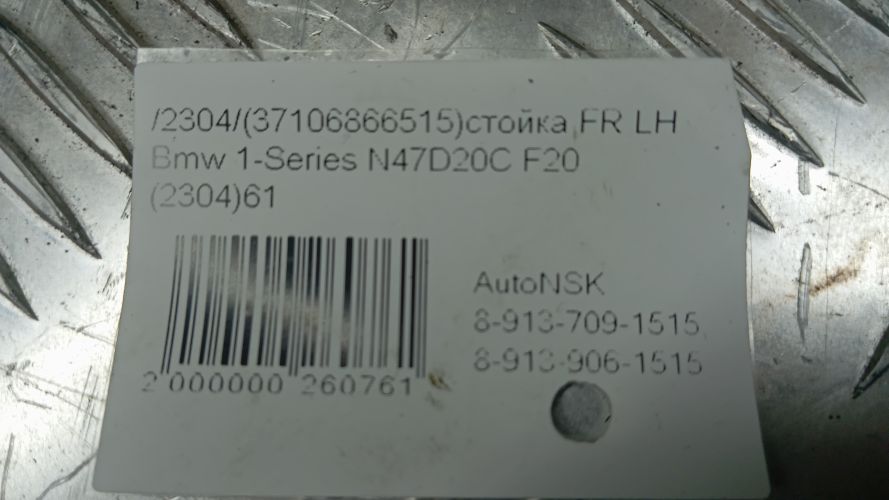 /2304/(37106866515)стойка FR LH
Bmw 1-Series N47D20C F20
(2304)61
AutoNSK
8-913-709-1515
8-913-906-1515
2 000000 260761